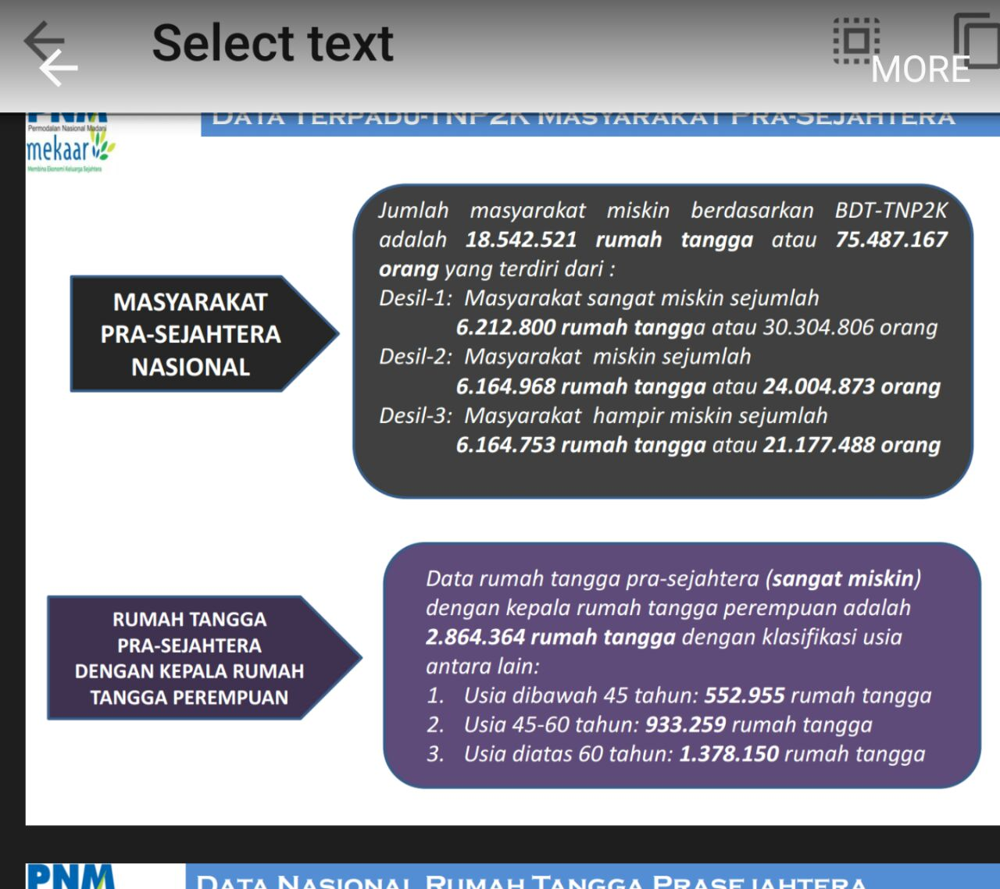 Select text
MORE
PNM
Permodalan Nasional Madani
mekaar
Membina Ekonomi Keluarga Sejahtera
DATA TERPADU-TNP2K MASYARAKAT PRA-SEJAHTERA
MASYARAKAT
PRA-SEJAHTERA
NASIONAL
Jumlah masyarakat miskin berdasarkan BDT-TNP2K
adalah 18.542.521 rumah tangga atau 75.487.167
orang yang terdiri dari :
Desil-1: Masyarakat sangat miskin sejumlah
6.212.800 rumah tangga atau 30.304.806 orang
Desil-2: Masyarakat miskin sejumlah
6.164.968 rumah tangga atau 24.004.873 orang
Desil-3: Masyarakat hampir miskin sejumlah
6.164.753 rumah tangga atau 21.177.488 orang
RUMAH TANGGA
PRA-SEJAHTERA
DENGAN KEPALA RUMAH
TANGGA PEREMPUAN
Data rumah tangga pra-sejahtera (sangat miskin)
dengan kepala rumah tangga perempuan adalah
2.864.364 rumah tangga dengan klasifikasi usia
antara lain:
1. Usia dibawah 45 tahun: 552.955 rumah tangga
2. Usia 45-60 tahun: 933.259 rumah tangga
3. Usia diatas 60 tahun: 1.378.150 rumah tangga
PNM
DATA NASIONAL RUMAH TANGGA PRASEJAHTERA